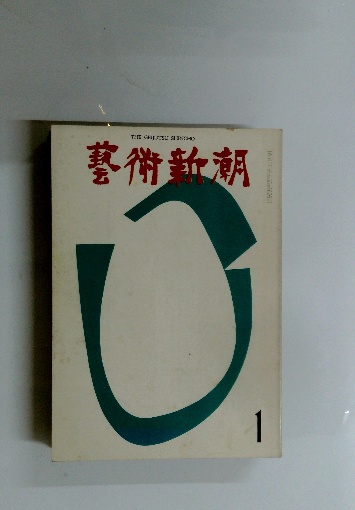 THE GEIJUTSU SHINCHO
藝術新潮
1